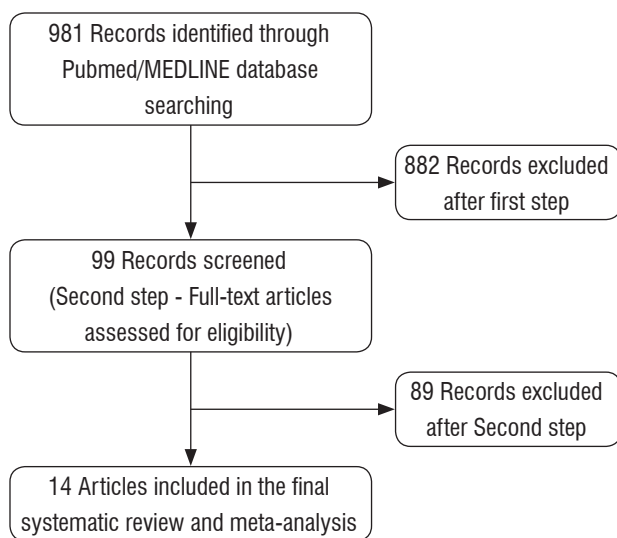 981 Records identified through
Pubmed/MEDLINE database
searching
882 Records excluded
after first step
99 Records screened
(Second step - Full-text articles
assessed for eligibility)
89 Records excluded
after Second step
14 Articles included in the final
systematic review and meta-analysis